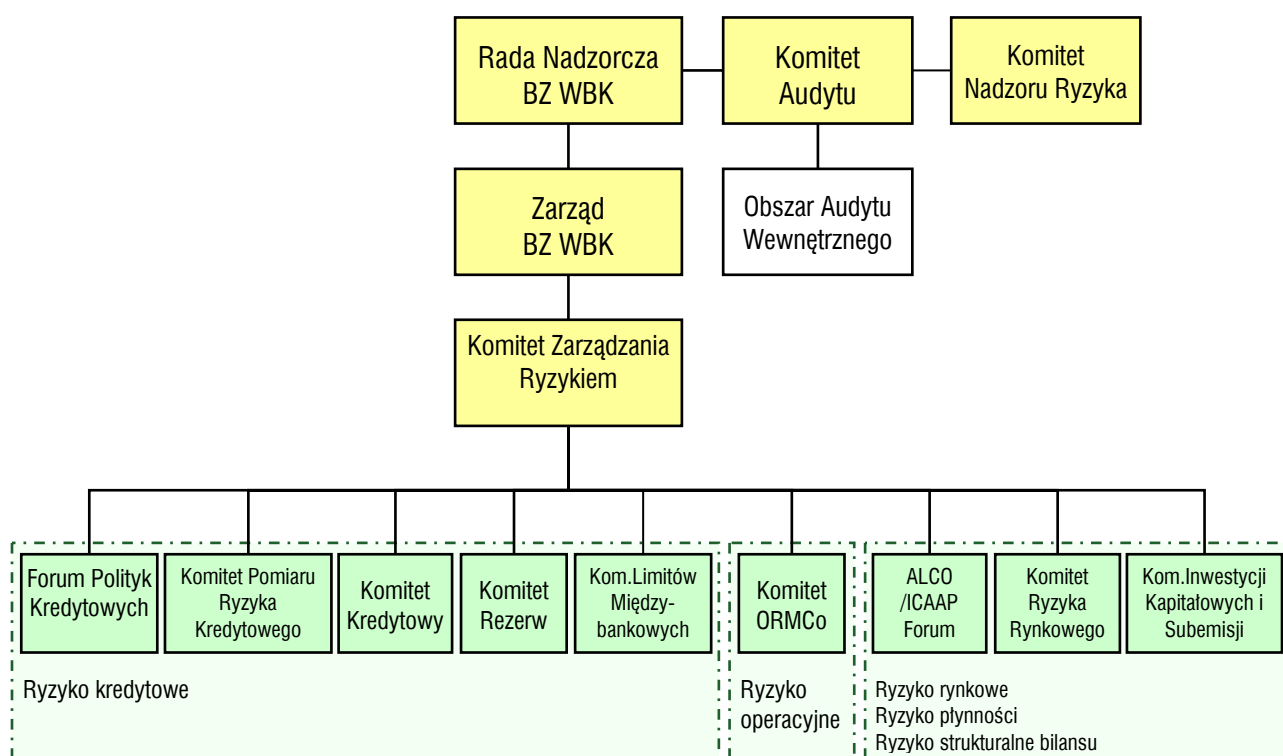 Rada Nadzorcza
BZ WBK
Komitet
Audytu
Komitet
Nadzoru Ryzyka
Zarząd
BZ WBK
Obszar Audytu
Wewnętrznego
Komitet Zarządzania
Ryzykiem
Forum Polityk
Kredytowych
Komitet Pomiaru
Ryzyka
Kredytowego
Komitet
Kredytowy
Komitet
Rezerw
Kom.Limitów
Między-
bankowych
Komitet
ORMCo
ALCO
/ICAAP
Forum
Komitet
Ryzyka
Rynkowego
Kom.Inwestycji
Kapitałowych i
Subemisji
Ryzyko kredytowe
Ryzyko
operacyjne
Ryzyko rynkowe
Ryzyko płynności
Ryzyko strukturalne bilansu